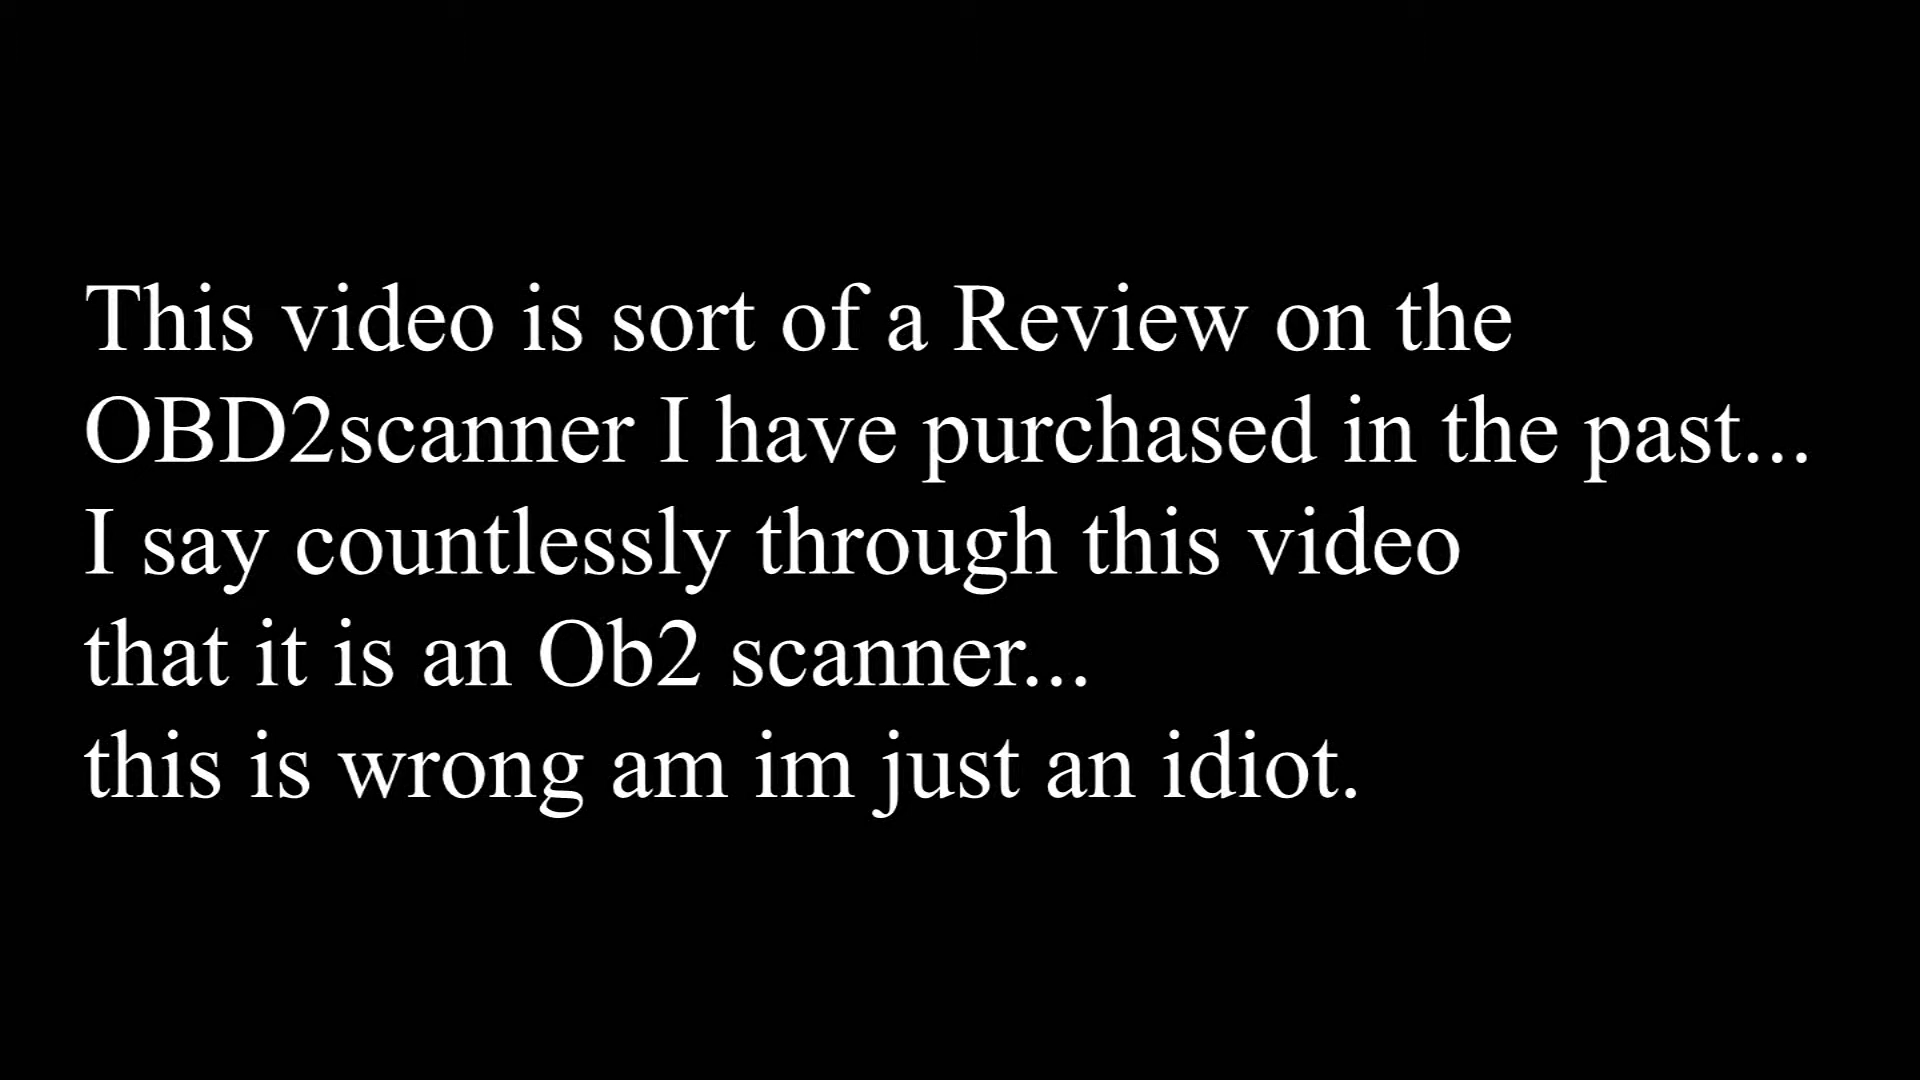 This video is sort of a Review on the
OBD2scanner I have purchased in the past...
I say countlessly through this video
that it is an Ob2 scanner...
this is wrong am im just an idiot.